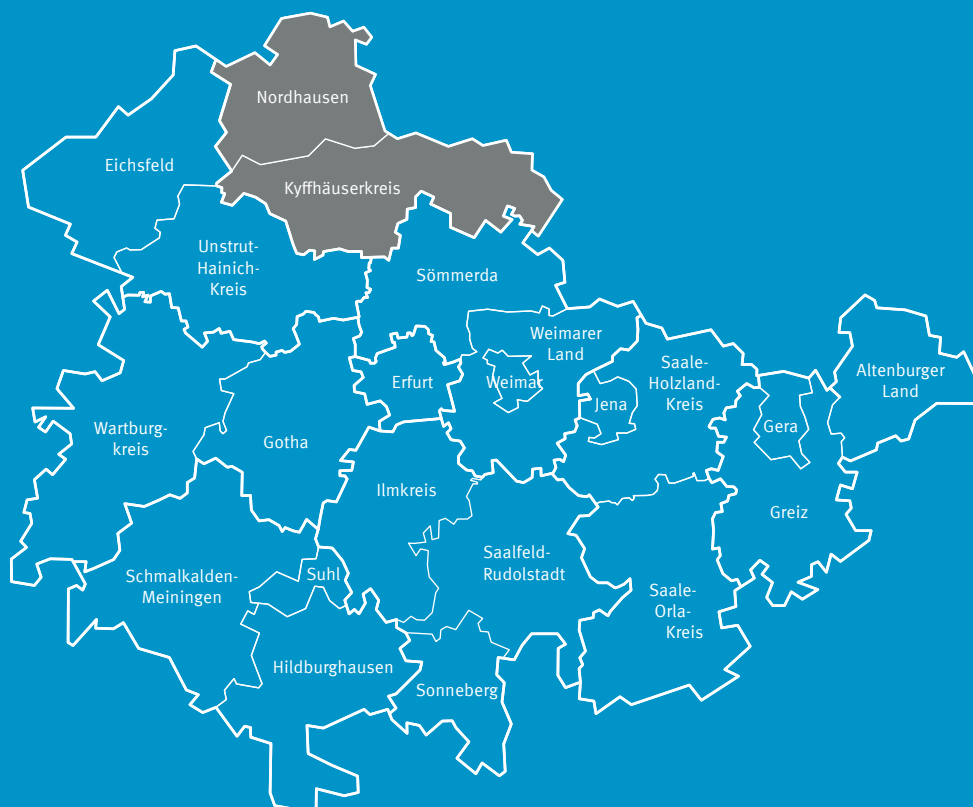 Nordhausen
Eichsfeld
Kyffhäuserkreis
Unstrut-
Hainich-
Kreis
Sömmerda
Weimarer
Land
Saale-
Holzland-
Kreis
Altenburger
Land
Erfurt
Weimar
Jena
Gera
Wartburg-
kreis
Gotha
Ilmkreis
Greiz
Saalfeld-
Rudolstadt
Schmalkalden-
Meiningen
Suhl
Saale-
Orla-
Kreis
Hildburghausen
Sonneberg